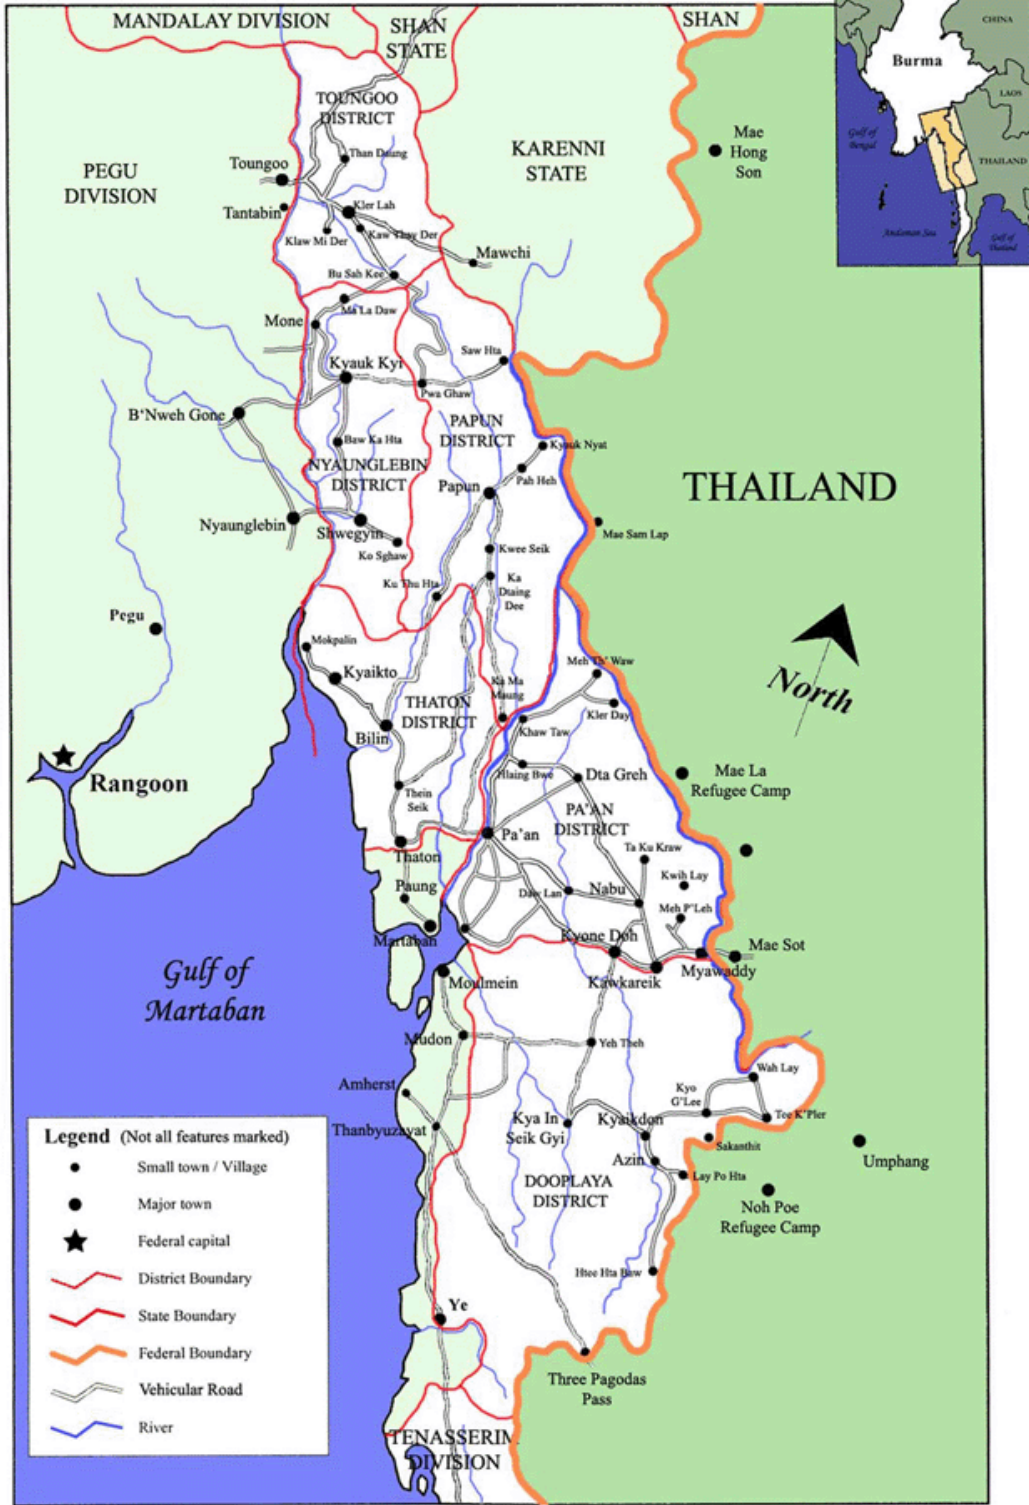 MANDALAY DIVISION
SHAN
STATE
SHAN
CHINA
Burma
LAOS
Gulf of
Bengal
THAILAND
Andaman Sea
Gulf of
Thailand
TOUNGOO
DISTRICT
Than Daung
Toungoo
PEGU
DIVISION
KARENNI
STATE
Mae
Hong
Son
Tantabin
Kler Lah
Klaw Mi Der
Kaw Thay Der
Mawchi
Bu Sah Kee
Ma La Daw
Mone
Saw Hta
Kyauk Kyi
Pwa Ghaw
B'Nweh Gone
PAPUN
DISTRICT
Baw Ka Hta
Kyauk Nyat
NYAUNGLEBIN
DISTRICT
Pah Heh
Papun
THAILAND
Nyaunglebin
Shwegyin
Mae Sam Lap
Ko Sghaw
Kwee Seik
Ku Thu Hta
Ka
Dtaing
Dee
Pegu
Mokpalin
Meh Th' Waw
Kyaikto
Ka Ma
Maung
North
THATON
DISTRICT
Kler Day
Bilin
Khaw Taw
Rangoon
Hlaing Bwe
Dta Greh
Mae La
Refugee Camp
Thein
Seik
PA'AN
DISTRICT
Pa'an
Thaton
Ta Ku Kraw
Kwih Lay
Paung
Daw Lan
Nabu
Meh P'Leh
Martaban
Kyone Doh
Mae Sot
Gulf of
Martaban
Moulmein
Kawkareik
Myawaddy
Mudon
Yeh Theh
Wah Lay
Amherst
Kyo
G'Lee
Thanbyuzayat
Kya In
Seik Gyi
Kyaikdon
Tee K'Pler
Sakanthit
Azin
Umphang
DOOPLAYA
DISTRICT
Lay Po Hta
Noh Poe
Refugee Camp
Htee Hta Baw
Ye
Three Pagodas
Pass
TENASSERIM
DIVISION
Legend (Not all features marked)
Small town / Village
Major town
Federal capital
District Boundary
State Boundary
Federal Boundary
Vehicular Road
River